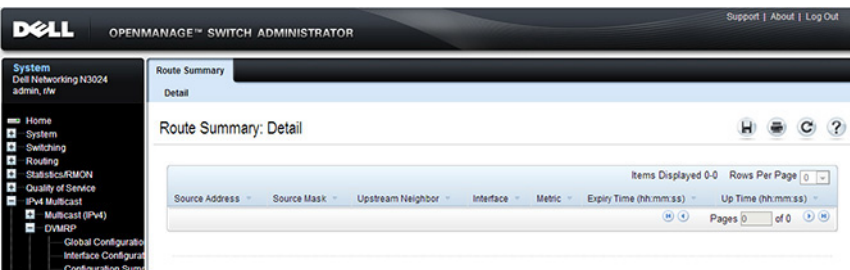 Support | About | Log Out
DELL OPENMANAGE™ SWITCH ADMINISTRATOR
System
Dell Networking N3024
admin, r/w
Home
System
Switching
Routing
Statistics/RMON
Quality of Service
IPv4 Multicast
Multicast (IPv4)
DVMRP
Global Configuratio
Interface Configurat
Configuration Summ
Route Summary
Detail
Route Summary: Detail
Items Displayed 0-0 Rows Per Page 0
Source Address Source Mask Upstream Neighbor Interface Metric Expiry Time (hh:mm:ss) Up Time (hh:mm:ss)
Pages 0 of 0